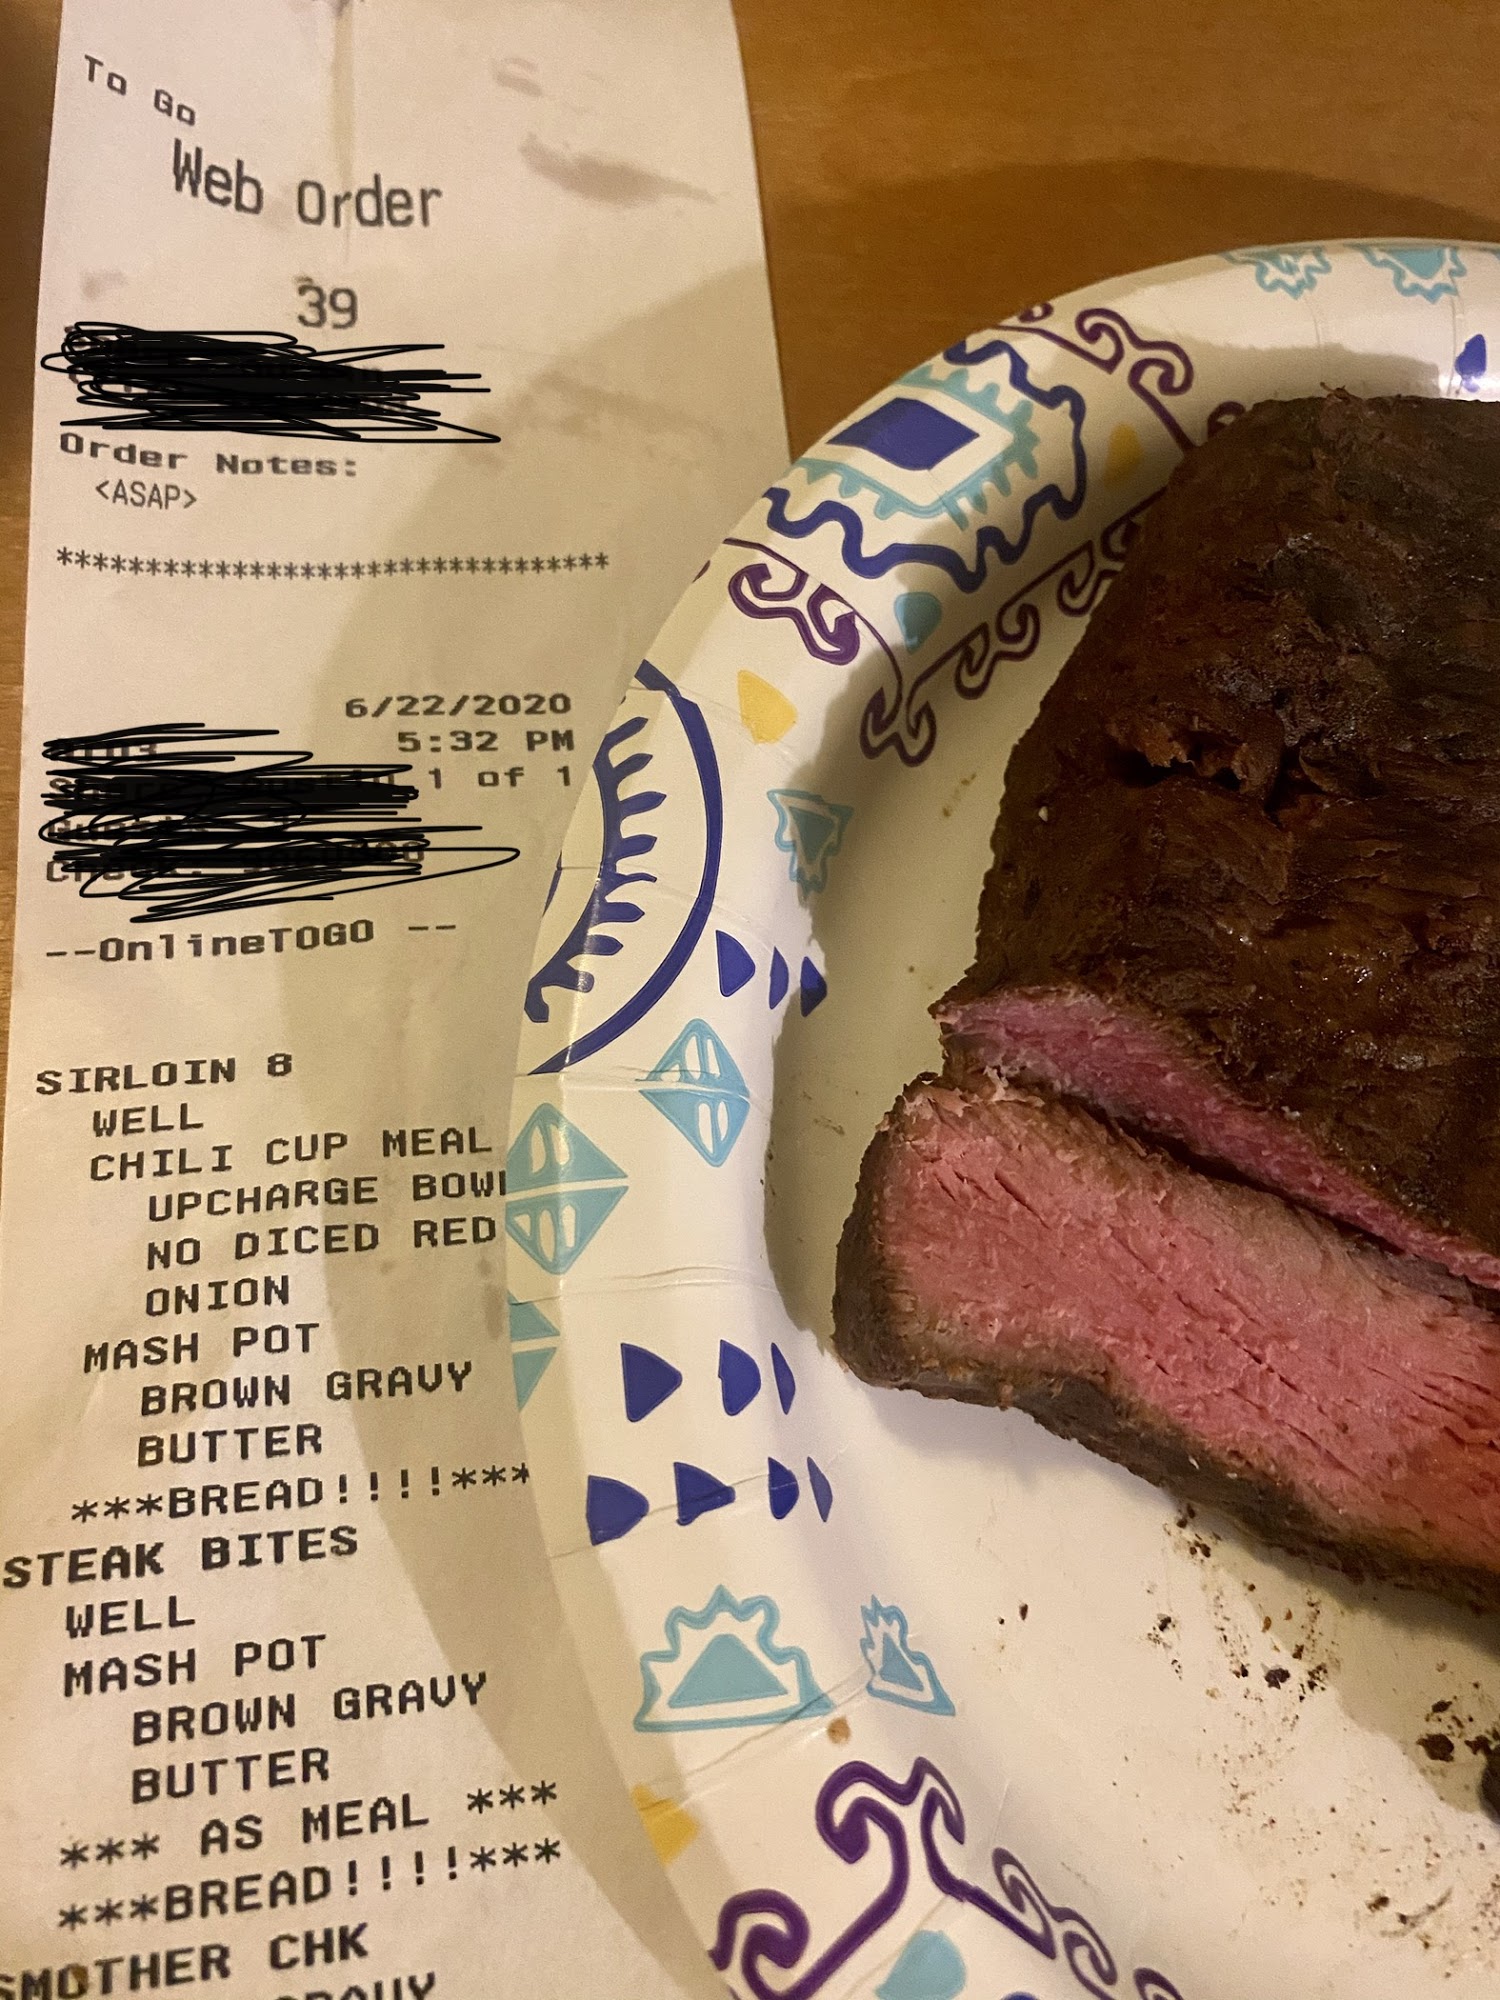 To Go
Web Order
39
Order Notes:
<ASAP>
********************************
6/22/2020
5:32 PM
1 of 1
--OnlineTOGO --
SIRLOIN 8
WELL
CHILI CUP MEAL
UPCHARGE
NO DICED RED
ONION
MASH POT
BROWN GRAVY
BUTTER
***BREAD!!!!***
STEAK BITES
WELL
MASH POT
BROWN GRAVY
BUTTER
*** AS MEAL ***
***BREAD!!!!***
SMOTHER CHK
GRAVY